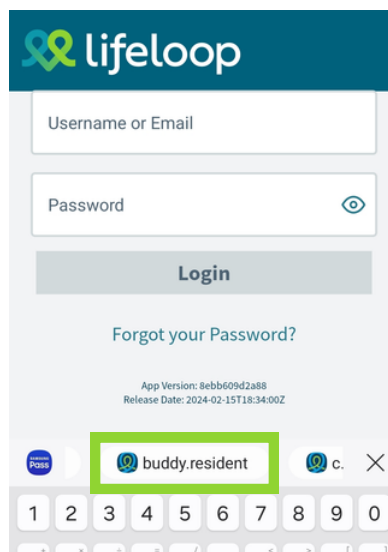 lifeloop
Username or Email
Password
Login
Forgot your Password?
App Version: 8ebb609d2a88
Release Date: 2024-02-15T18:34:00Z
SAMSUNG Pass buddy.resident c.
1 2 3 4 5 6 7 8 9 0